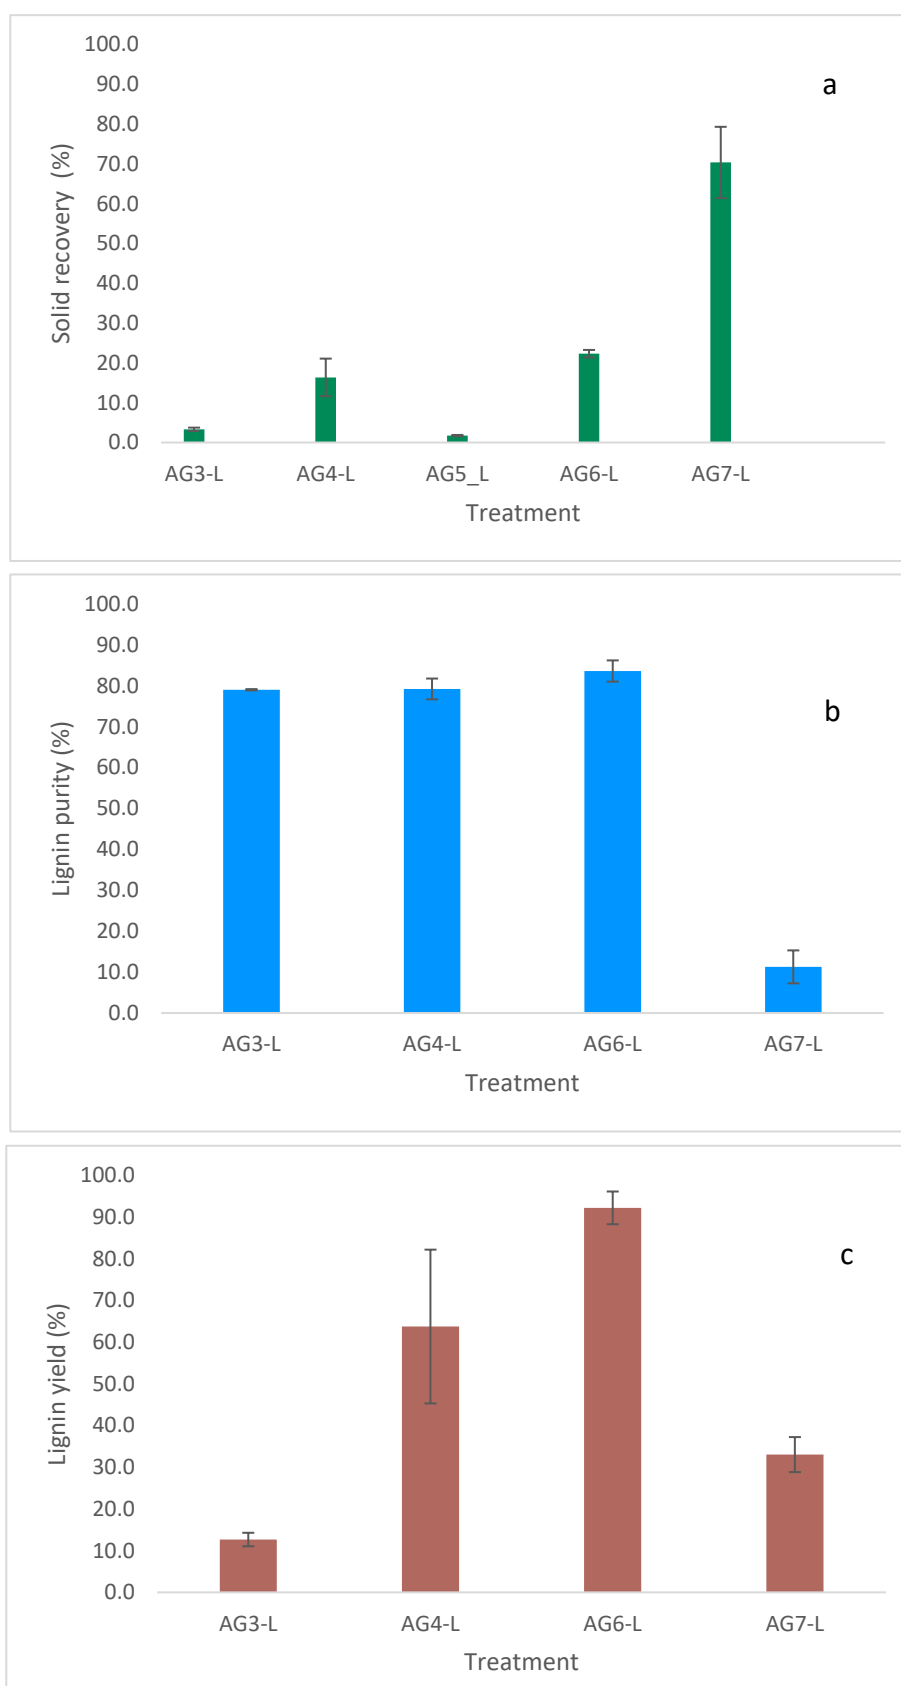 100.0
90.0
80.0
70.0
60.0
50.0
40.0
30.0
20.0
10.0
0.0
Solid recovery (%)
a
AG3-L AG4-L AG5_L AG6-L AG7-L
Treatment
100.0
90.0
80.0
70.0
60.0
50.0
40.0
30.0
20.0
10.0
0.0
Lignin purity (%)
b
AG3-L AG4-L AG6-L AG7-L
Treatment
100.0
90.0
80.0
70.0
60.0
50.0
40.0
30.0
20.0
10.0
0.0
Lignin yield (%)
c
AG3-L AG4-L AG6-L AG7-L
Treatment